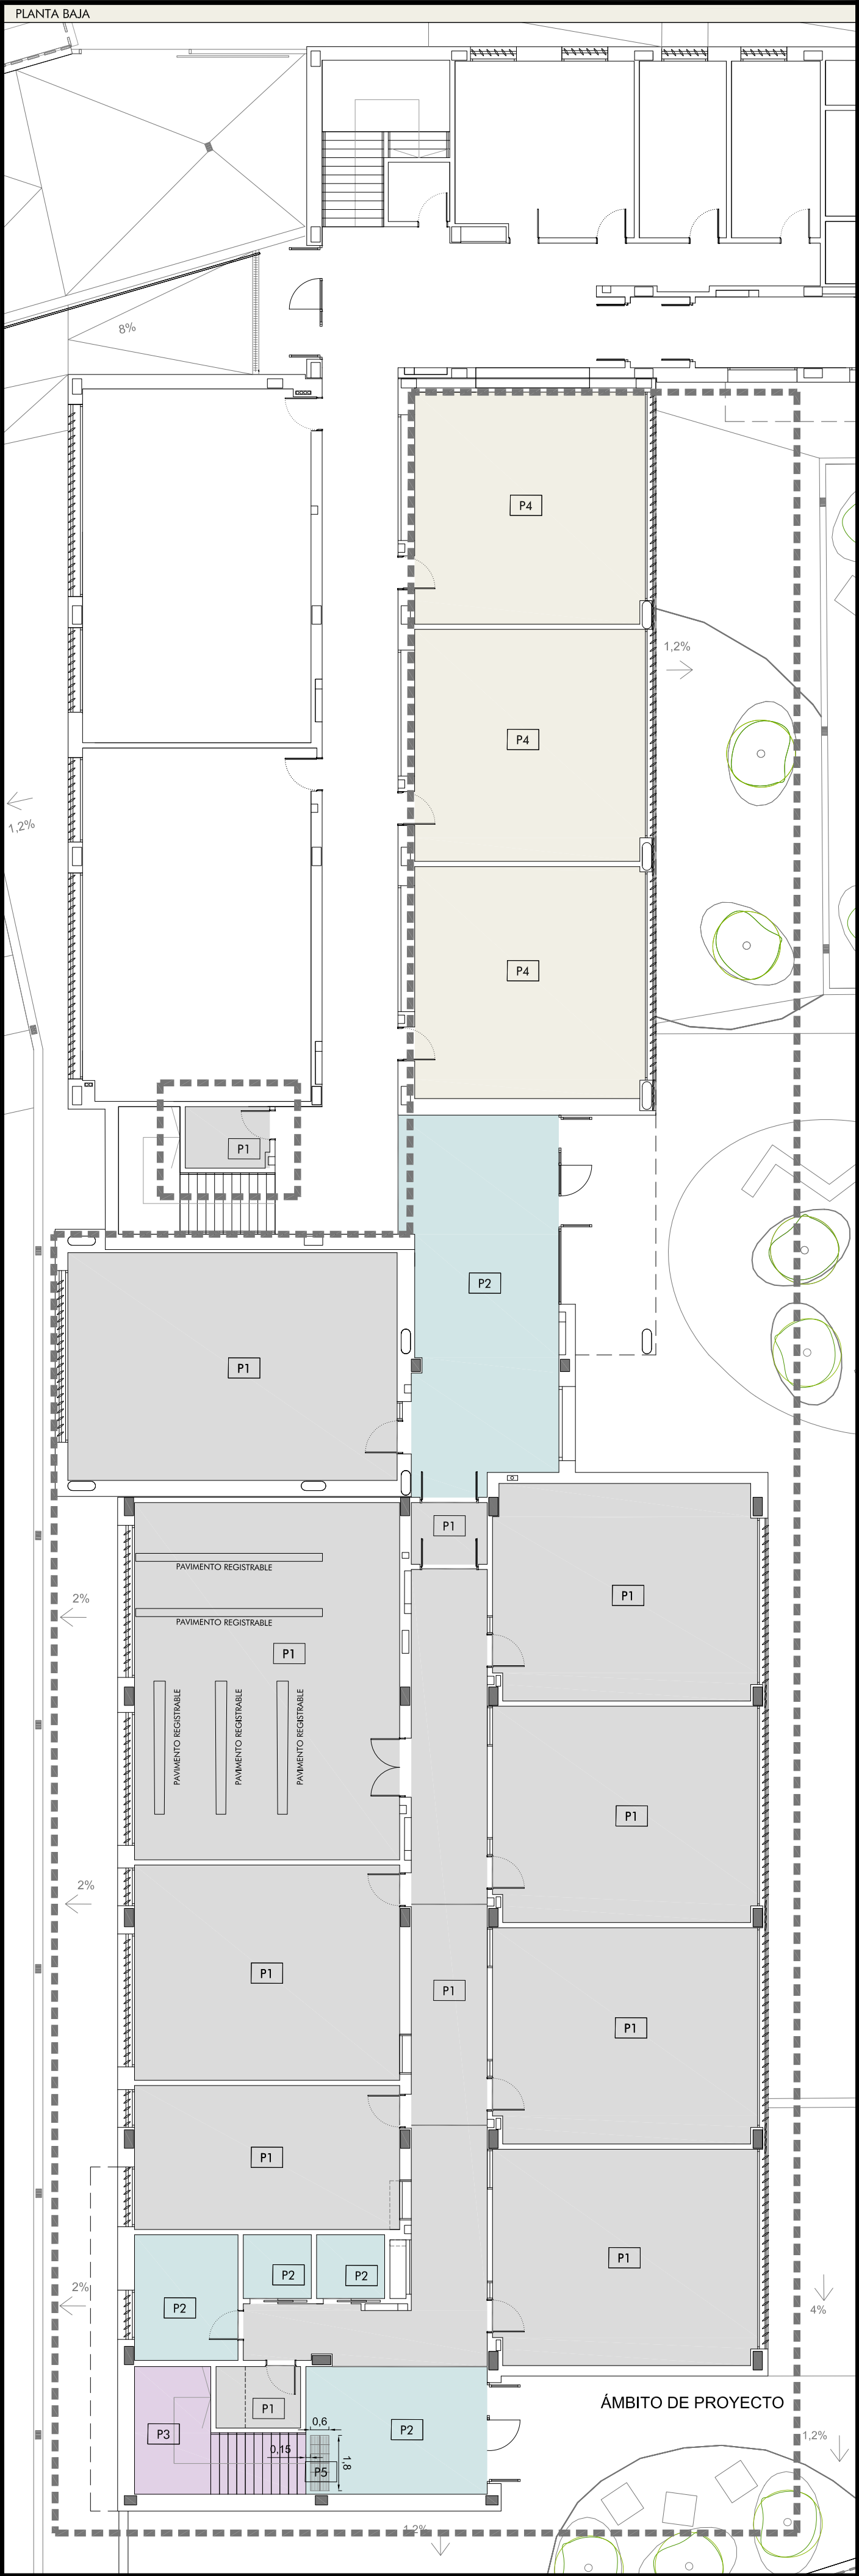 PLANTA BAJA
8%
P4
1,2%
P4
1,2%
P4
P1
P2
P1
P1
P1
PAVIMENTO REGISTRABLE
2%
PAVIMENTO REGISTRABLE
P1
PAVIMENTO REGISTRABLE
PAVIMENTO REGISTRABLE
PAVIMENTO REGISTRABLE
P1
2%
P1
P1
P1
P1
P2
P2
P1
2%
P2
4%
ÁMBITO DE PROYECTO
P1
0,6
P2
P3
1,2%
0,15
1,8
P5
1,2%